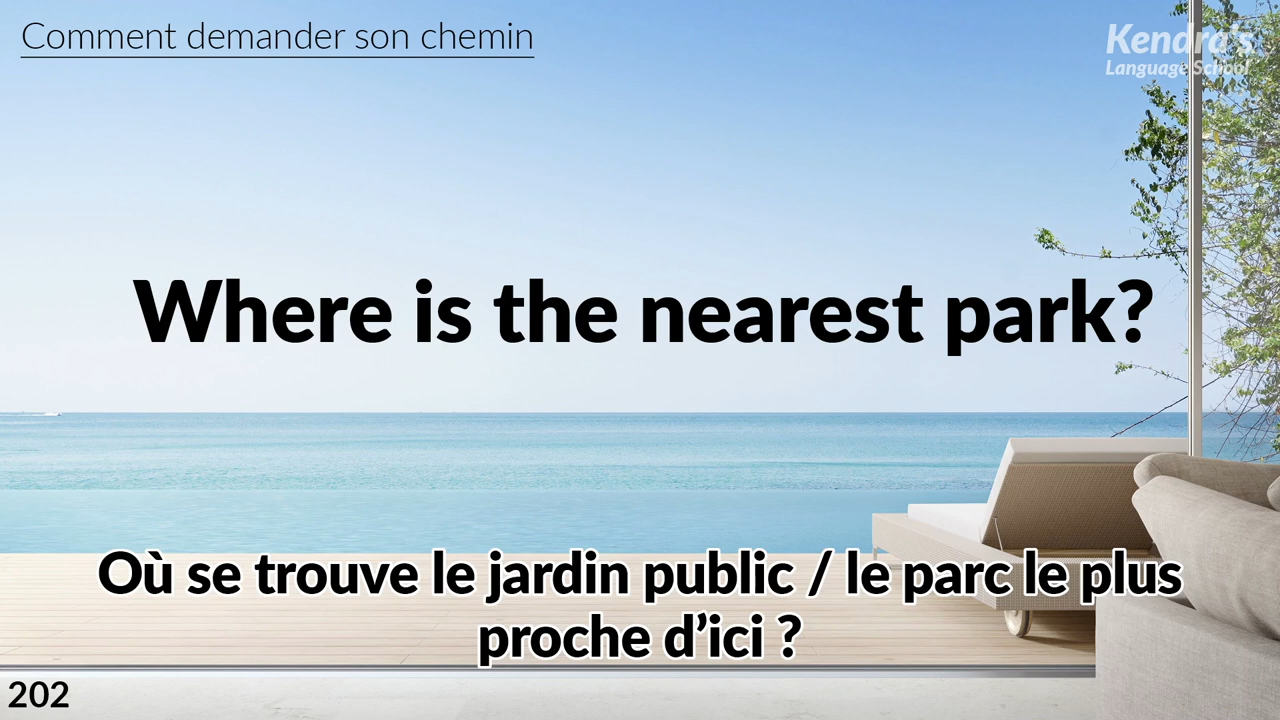 Comment demander son chemin
Kendra's
Language School
Where is the nearest park?
Où se trouve le jardin public / le parc le plus
proche d’ici ?
202